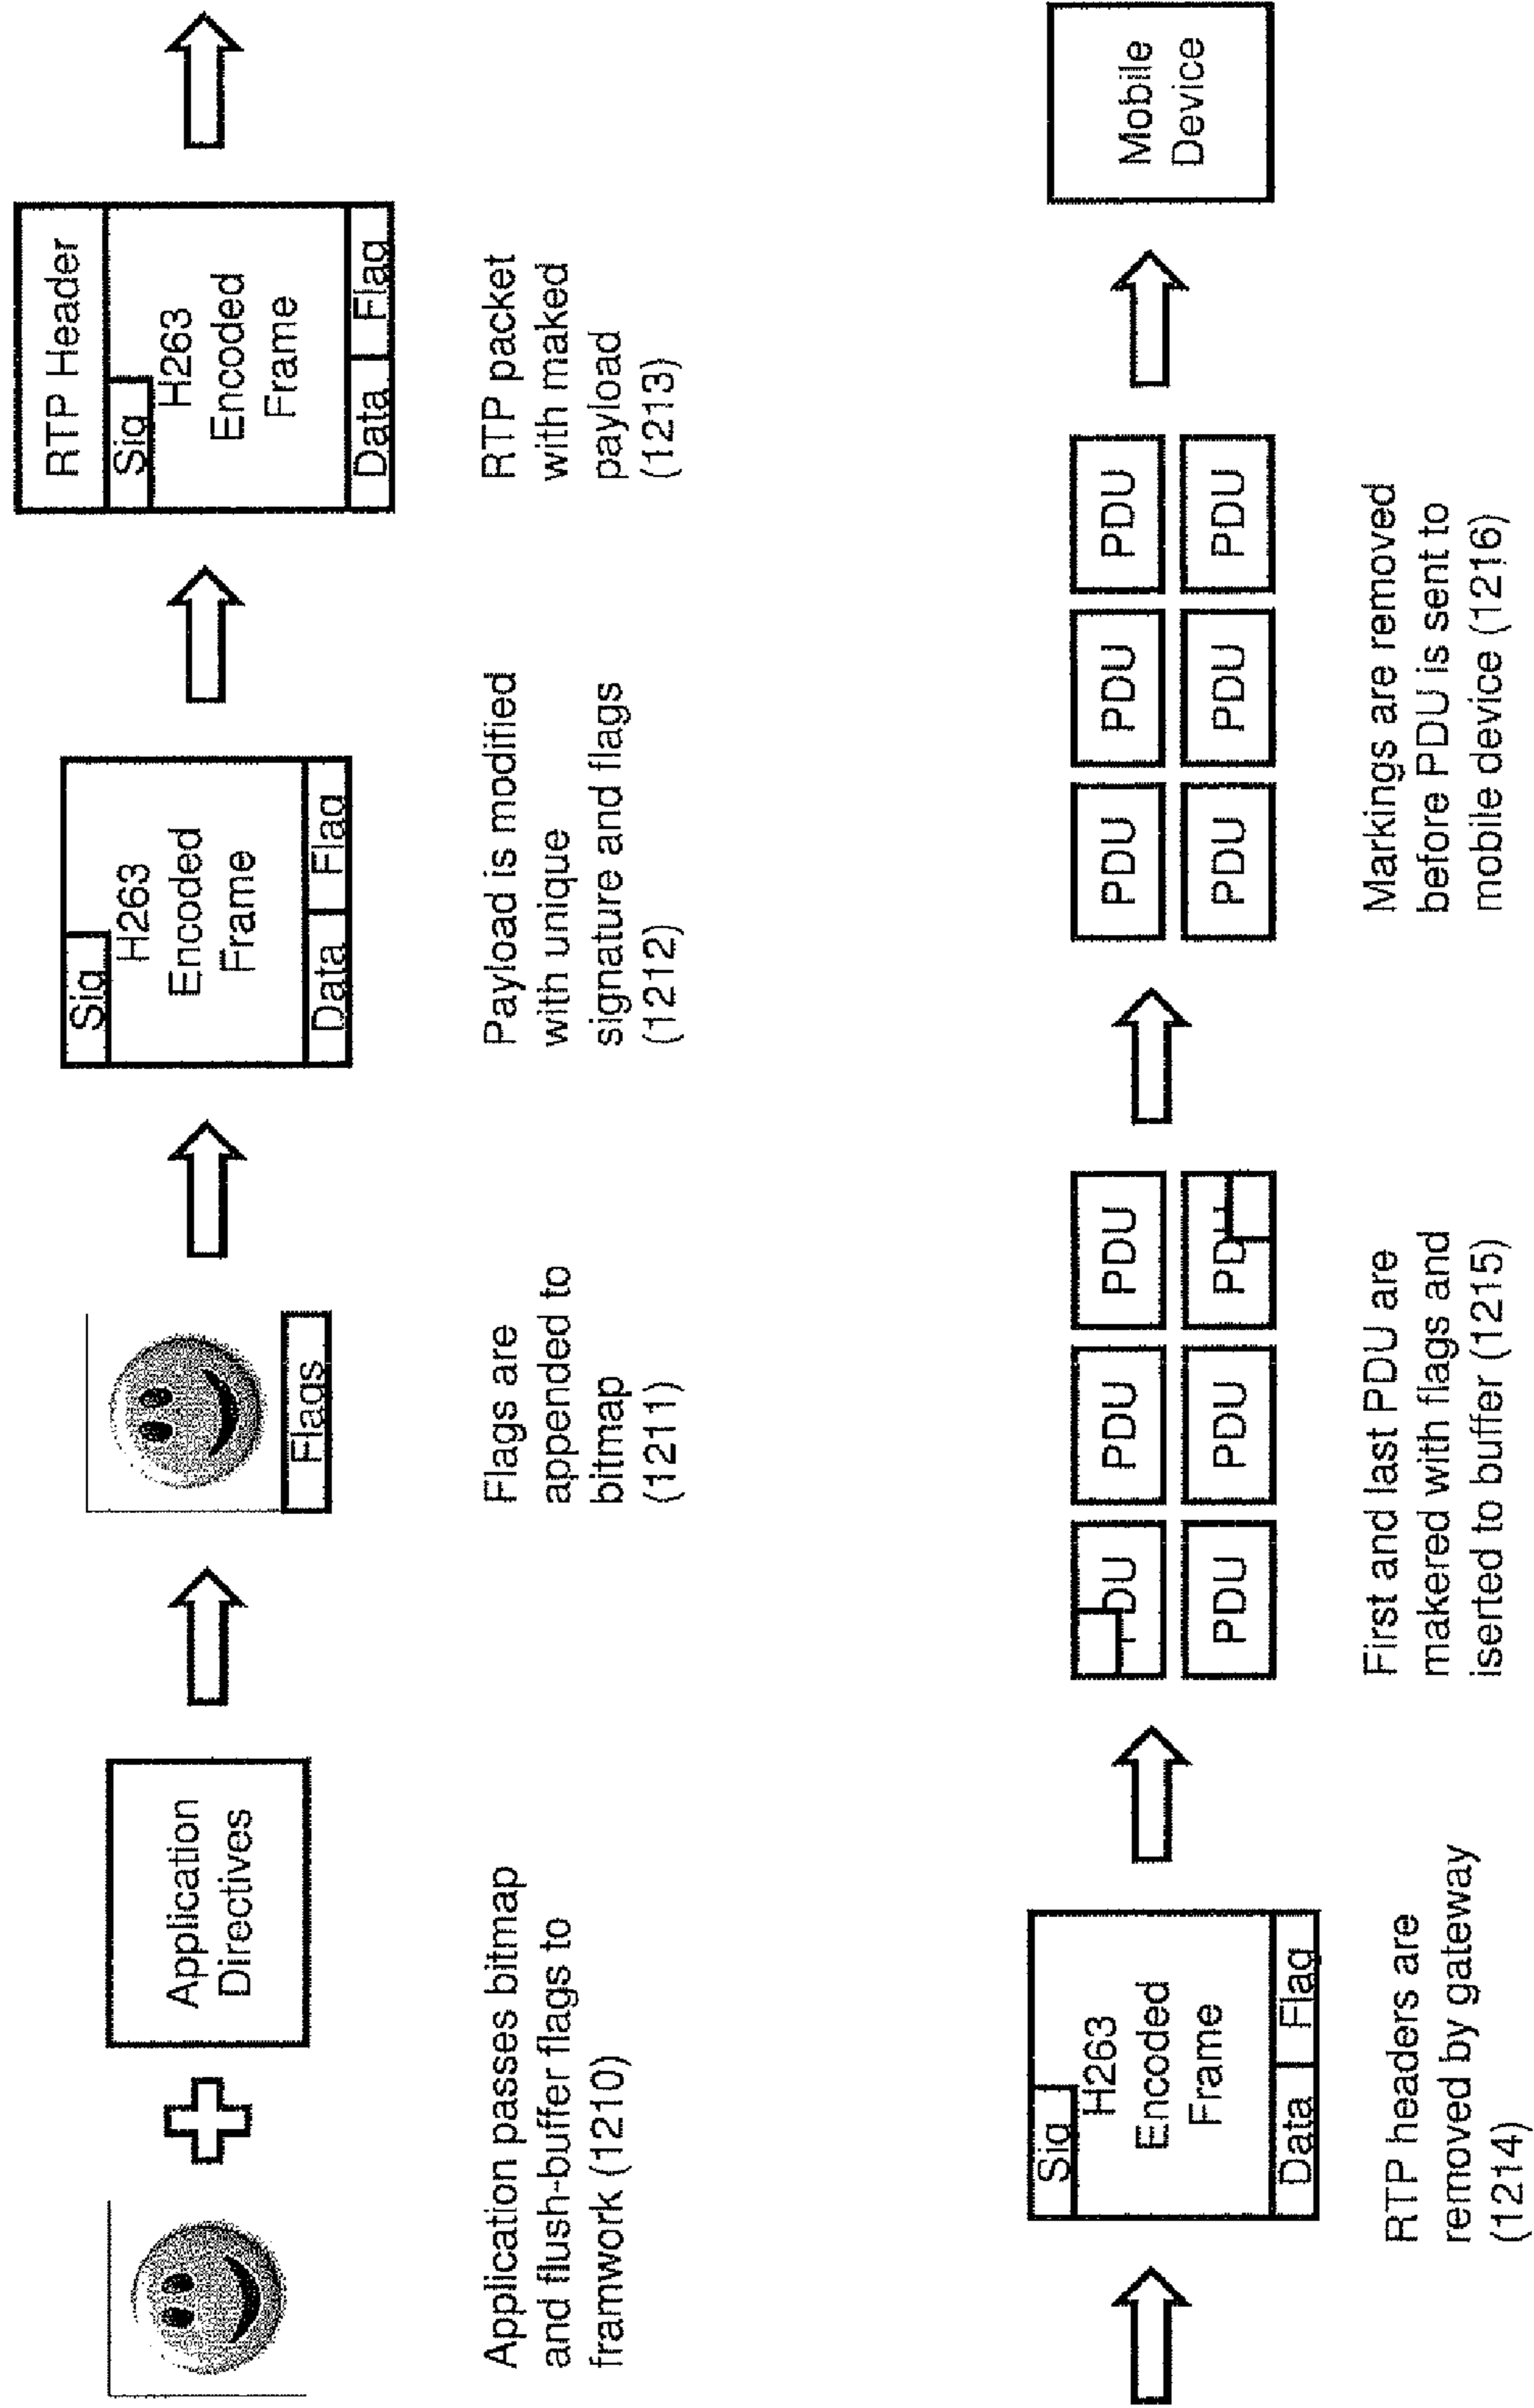 Application
Directives
Application passes bitmap
and flush-buffer flags to
framwork (1210)
Flags
Flags are
appended to
bitmap
(1211)
Sig
H263
Encoded
Frame
Data Flag
Payload is modified
with unique
signature and flags
(1212)
RTP Header
Sig
H263
Encoded
Frame
Data Flag
RTP packet
with maked
payload
(1213)
Sig
H263
Encoded
Frame
Data Flag
RTP headers are
removed by gateway
(1214)
PDU PDU PDU
PDU PDU PDU
First and last PDU are
makered with flags and
iserted to buffer (1215)
PDU PDU PDU
PDU PDU PDU
Markings are removed
before PDU is sent to
mobile device (1216)
Mobile
Device